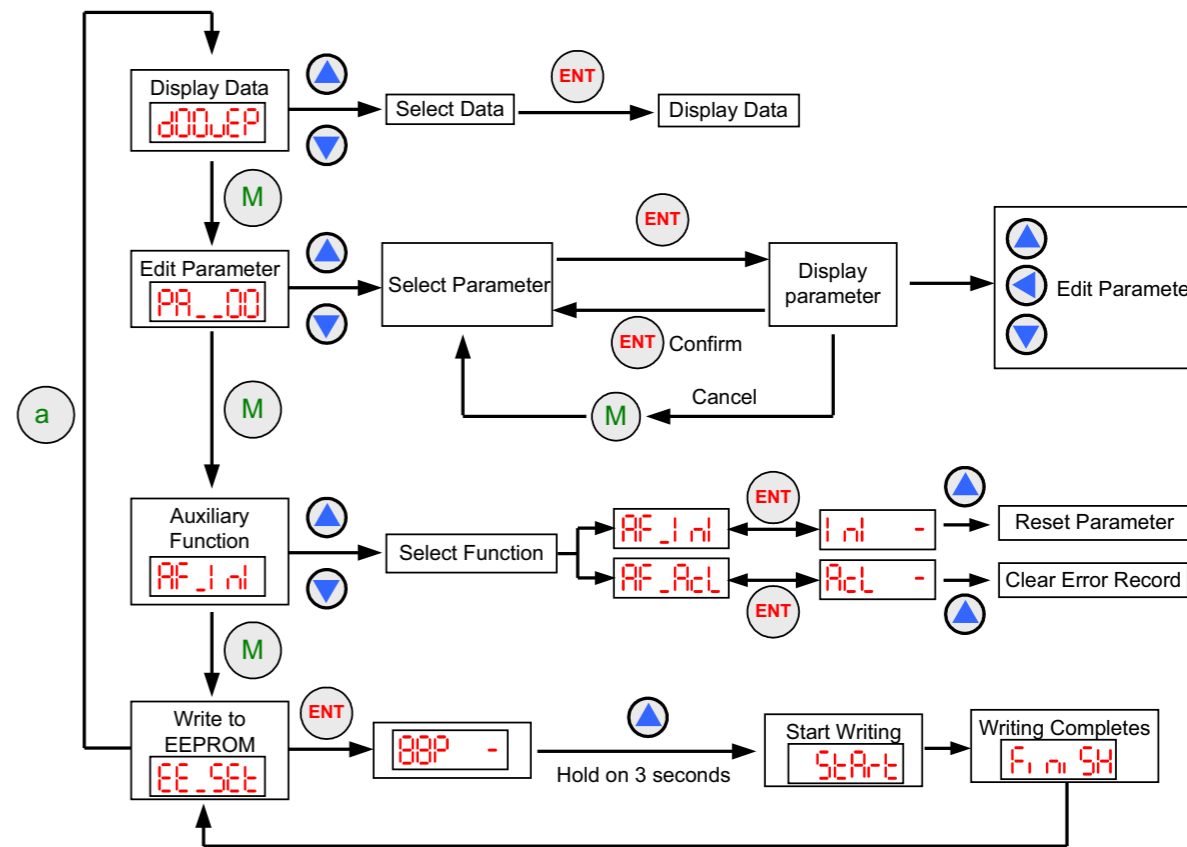 Display Data
d00uEP
ENT
Select Data
Display Data
M
Edit Parameter
PA__00
Select Parameter
ENT
Display
parameter
Edit Paramete
ENT Confirm
M
Cancel
a
M
Auxiliary
Function
AF_InI
Select Function
AF_InI
ENT
InI -
Reset Parameter
AF_AcL
ENT
AcL -
Clear Error Record
M
Write to
EEPROM
EE_SEt
ENT
88P -
Hold on 3 seconds
Start Writing
StArt
Writing Completes
FiniSH